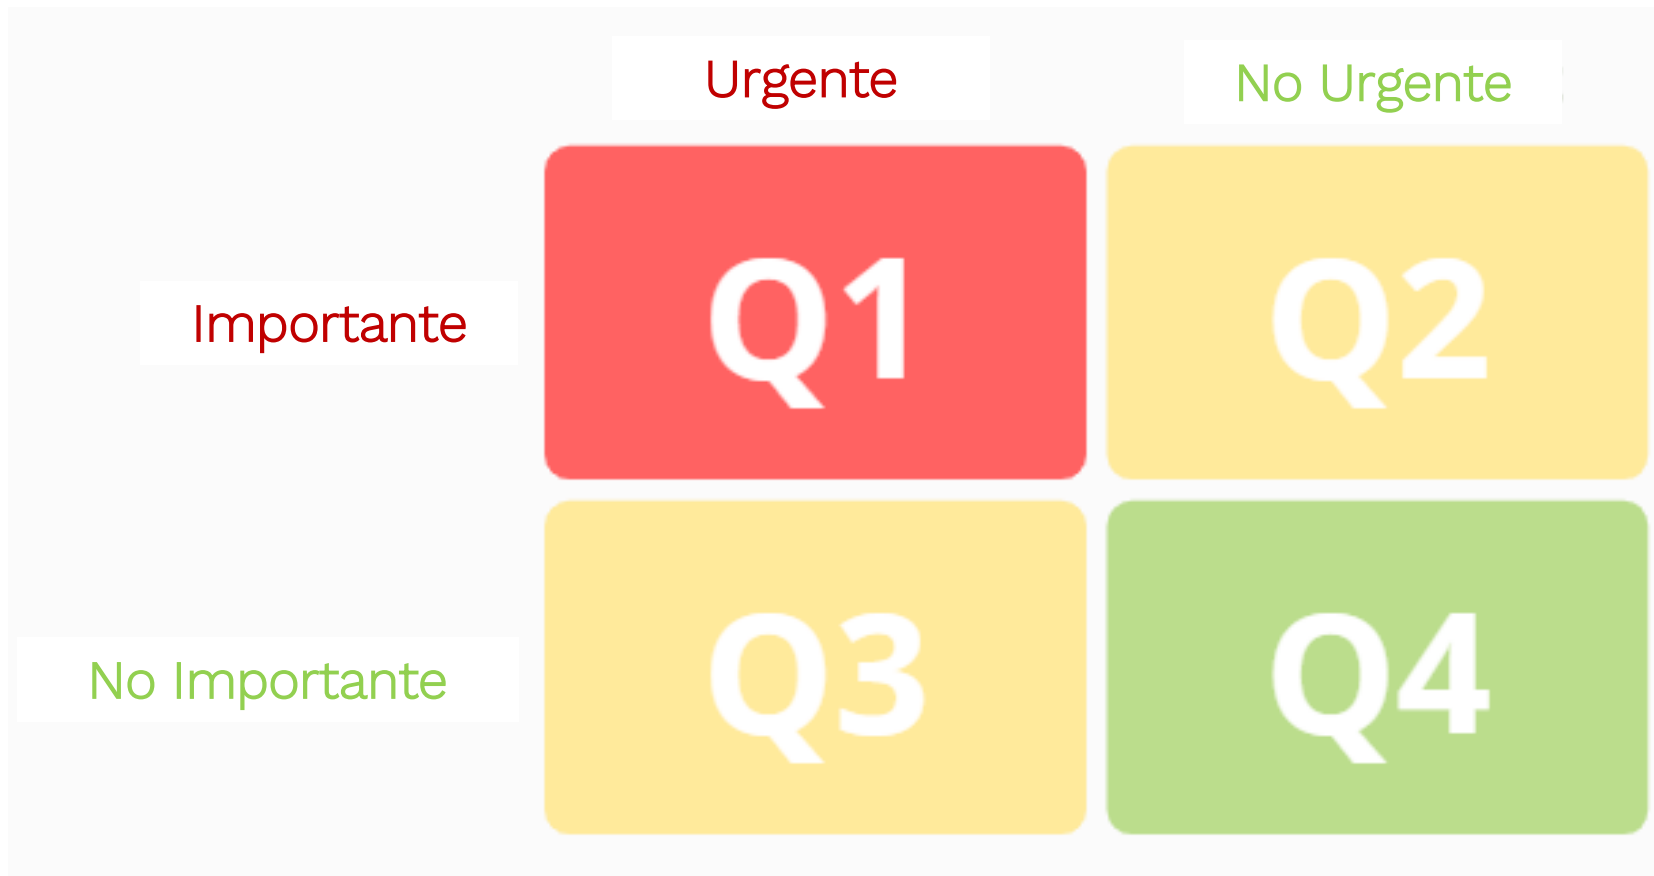 Urgente
No Urgente
Importante
Q1
Q2
No Importante
Q3
Q4